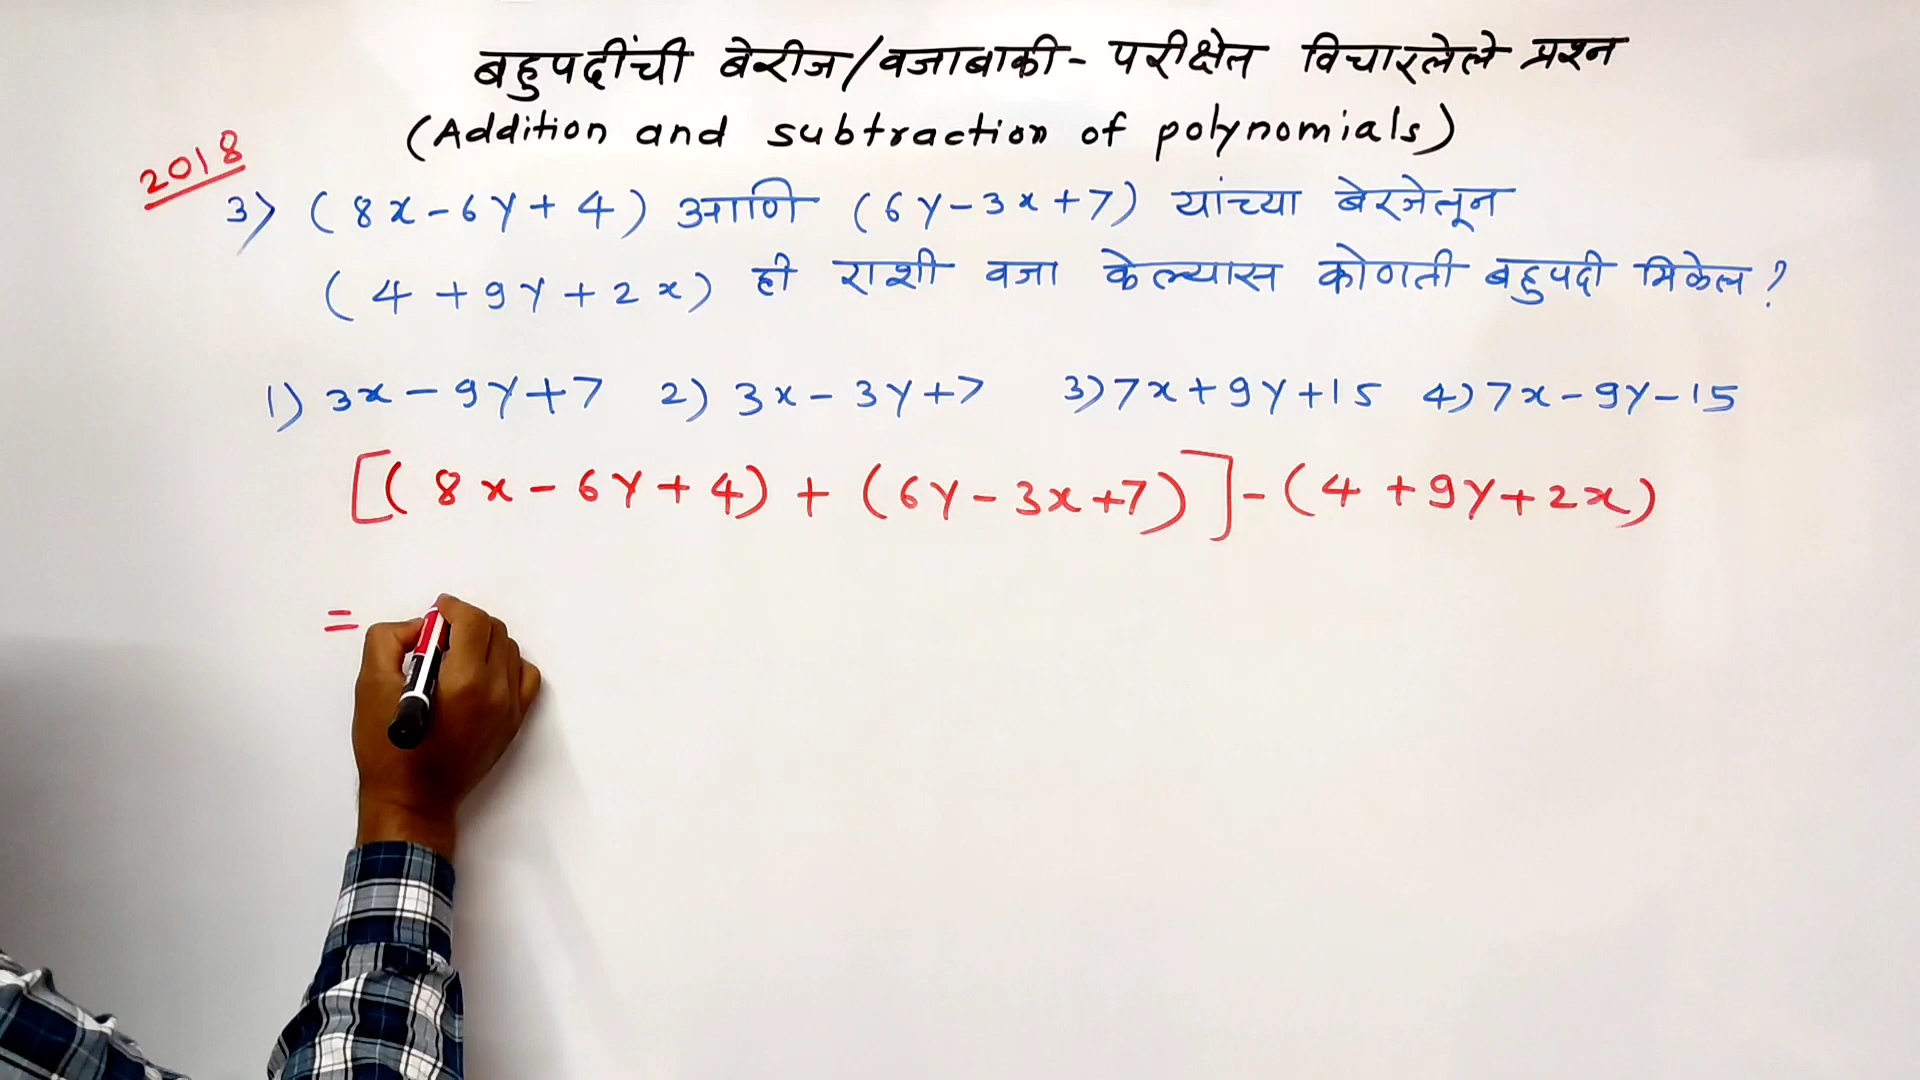 बहुपदींची बेरीज/वजाबाकी - परीक्षेत विचारलेले प्रश्न
(Addition and subtraction of polynomials)
2018
3) (8x-6y+4) आणि (6y-3x+7) यांच्या बेरजेतून
(4+9y+2x) ही राशी वजा केल्यास कोणती बहुपदी मिळेल?
1) 3x-9y+7 2) 3x-3y+7 3) 7x+9y+15 4) 7x-9y-15
[(8x-6y+4)+(6y-3x+7)]-(4+9y+2x)
=